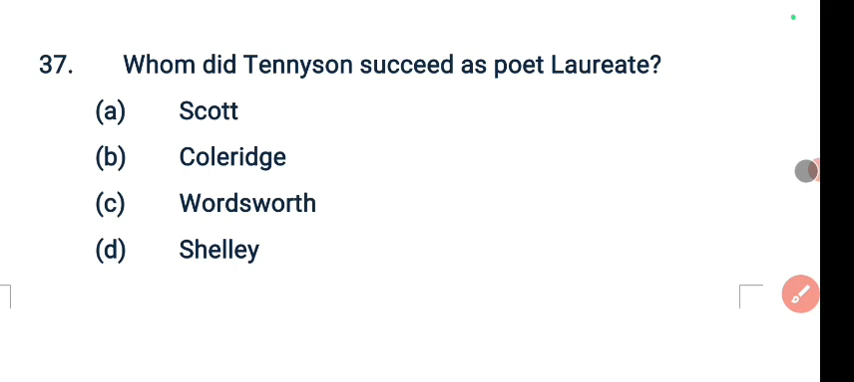 37. Whom did Tennyson succeed as poet Laureate?
(a) Scott
(b) Coleridge
(c) Wordsworth
(d) Shelley